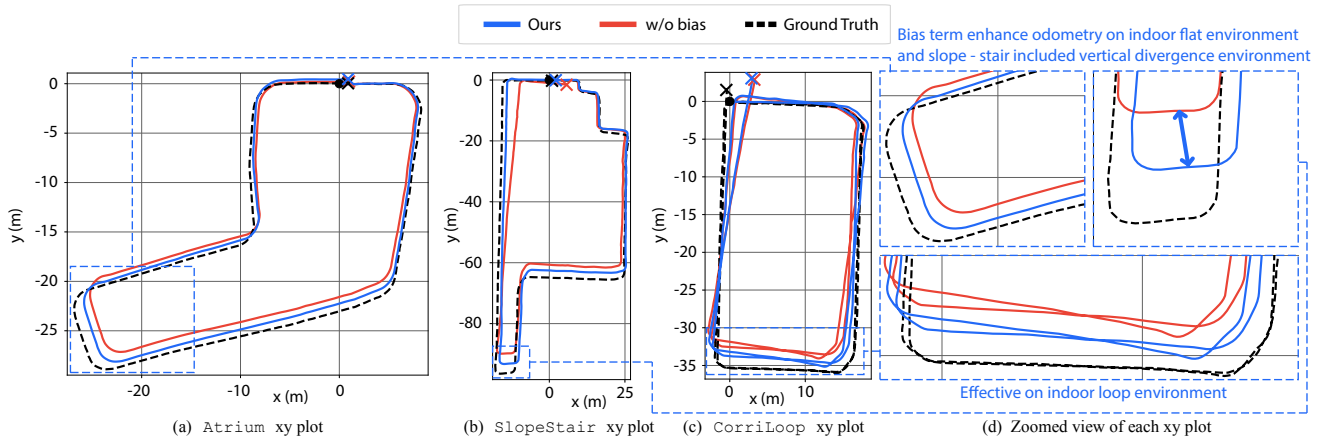 Ours w/o bias Ground Truth
Bias term enhance odometry on indoor flat environment
and slope - stair included vertical divergence environment
y (m)
0
-5
-10
-15
-20
-25
-20 -10 0
x (m)
y (m)
0
-20
-40
-60
-80
0 25
x (m)
y (m)
0
-5
-10
-15
-20
-25
-30
-35
0 10
x (m)
Effective on indoor loop environment
(a) Atrium xy plot
(b) SlopeStair xy plot
(c) CorriLoop xy plot
(d) Zoomed view of each xy plot